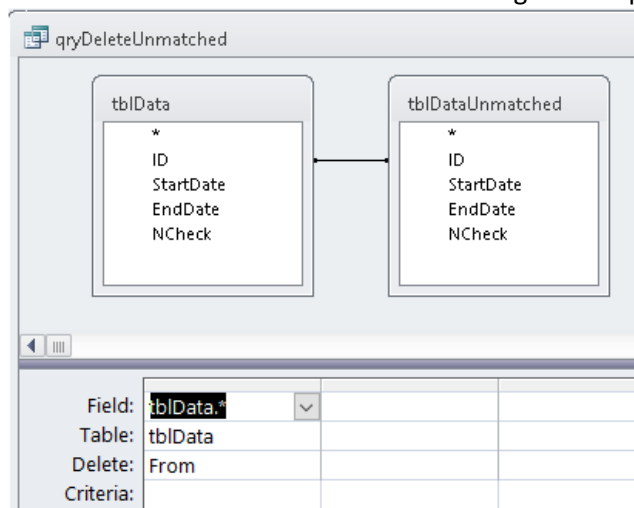 qryDeleteUnmatched
tblData
*
ID
StartDate
EndDate
NCheck
tblDataUnmatched
*
ID
StartDate
EndDate
NCheck
Field: tblData.*
Table: tblData
Delete: From
Criteria: